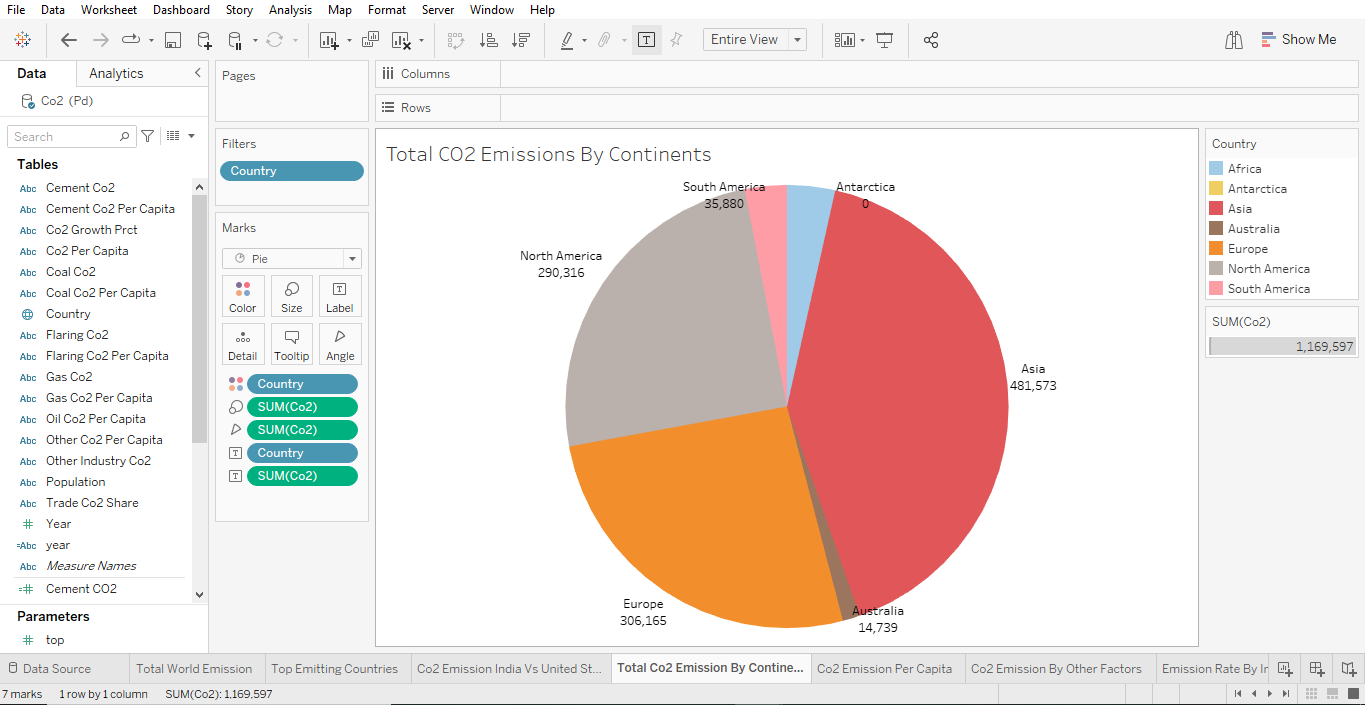 File Data Worksheet Dashboard Story Analysis Map Format Server Window Help
Entire View
Show Me
Data Analytics
Co2 (Pd)
Search
Tables
Abc Cement Co2
Abc Cement Co2 Per Capita
Abc Co2 Growth Prct
Abc Co2 Per Capita
Abc Coal Co2
Abc Coal Co2 Per Capita
Country
Abc Flaring Co2
Abc Flaring Co2 Per Capita
Abc Gas Co2
Abc Gas Co2 Per Capita
Abc Oil Co2 Per Capita
Abc Other Co2 Per Capita
Abc Other Industry Co2
Abc Population
Abc Trade Co2 Share
# Year
=Abc year
Abc Measure Names
=# Cement CO2
Parameters
# top
Pages
Filters
Country
Marks
Pie
Color Size Label
Detail Tooltip Angle
Country
SUM(Co2)
SUM(Co2)
Country
SUM(Co2)
Columns
Rows
Total CO2 Emissions By Continents
South America
35,880
Antarctica
0
North America
290,316
Asia
481,573
Europe
306,165
Australia
14,739
Country
Africa
Antarctica
Asia
Australia
Europe
North America
South America
SUM(Co2)
1,169,597
Data Source Total World Emission Top Emitting Countries Co2 Emission India Vs United St... Total Co2 Emission By Contine... Co2 Emission Per Capita Co2 Emission By Other Factors Emission Rate By Ir
7 marks 1 row by 1 column SUM(Co2): 1,169,597